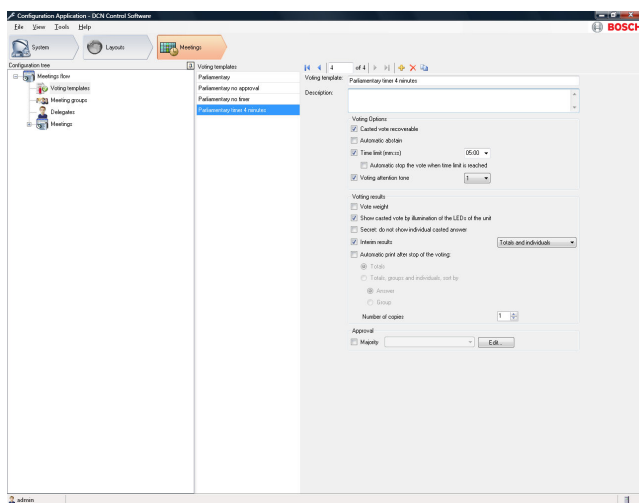 Configuration Application - DCN Control Software
File View Tools Help
BOSCH
System Layouts Meetings
Configuration tree
Meetings flow
Voting templates
Meeting groups
Delegates
Meetings
Voting templates
Parliamentary
Parliamentary no approval
Parliamentary no timer
Parliamentary timer 4 minutes
4 of 4
Voting template: Parliamentary timer 4 minutes
Description:
Voting Options
Casted vote recoverable
Automatic abstain
Time limit (mm:ss) 05:00
Automatic stop the vote when time limit is reached
Voting attention tone 1
Votting results
Vote weight
Show casted vote by illumination of the LEDs of the unit
Secret: do not show individual casted answer
Interim results Totals and individuals
Automatic print after stop of the voting:
Totals
Totals, groups and individuals, sort by
Answer
Group
Number of copies 1
Approval
Majority Edit...
admin